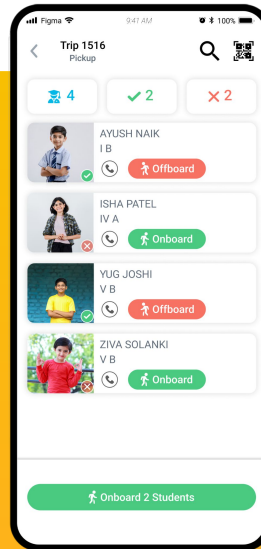 Figma 9:41 AM 100%
Trip 1516
Pickup
4 2 2
AYUSH NAIK
I B
Offboard
ISHA PATEL
IV A
Onboard
YUG JOSHI
V B
Offboard
ZIVA SOLANKI
V B
Onboard
Onboard 2 Students